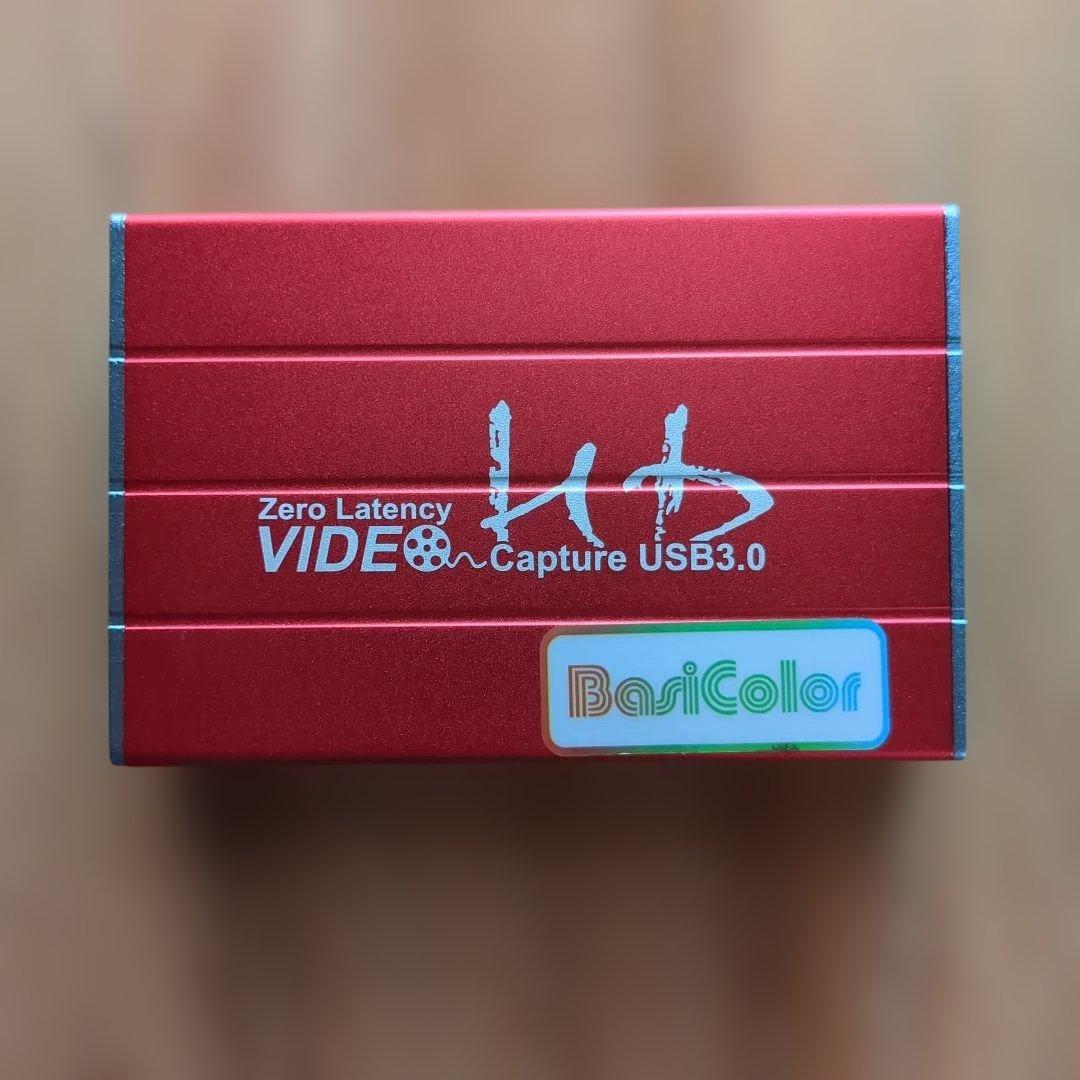 HD
Zero Latency
VIDEO Capture USB3.0
BasiColor